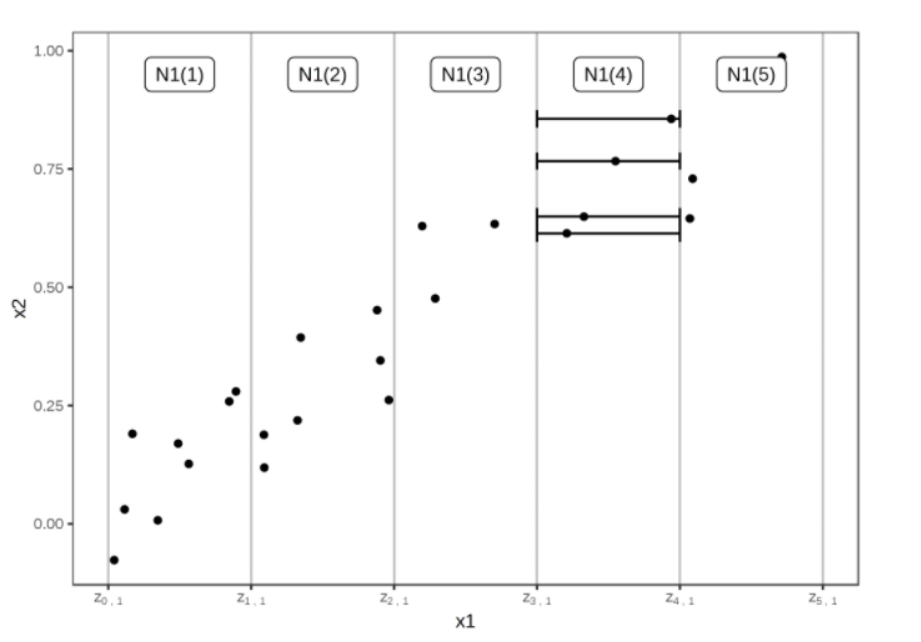 1.00
N1(1) N1(2) N1(3) N1(4) N1(5)
0.75
0.50
x2
0.25
0.00
z0,1 z1,1 z2,1 z3,1 z4,1 z5,1
x1